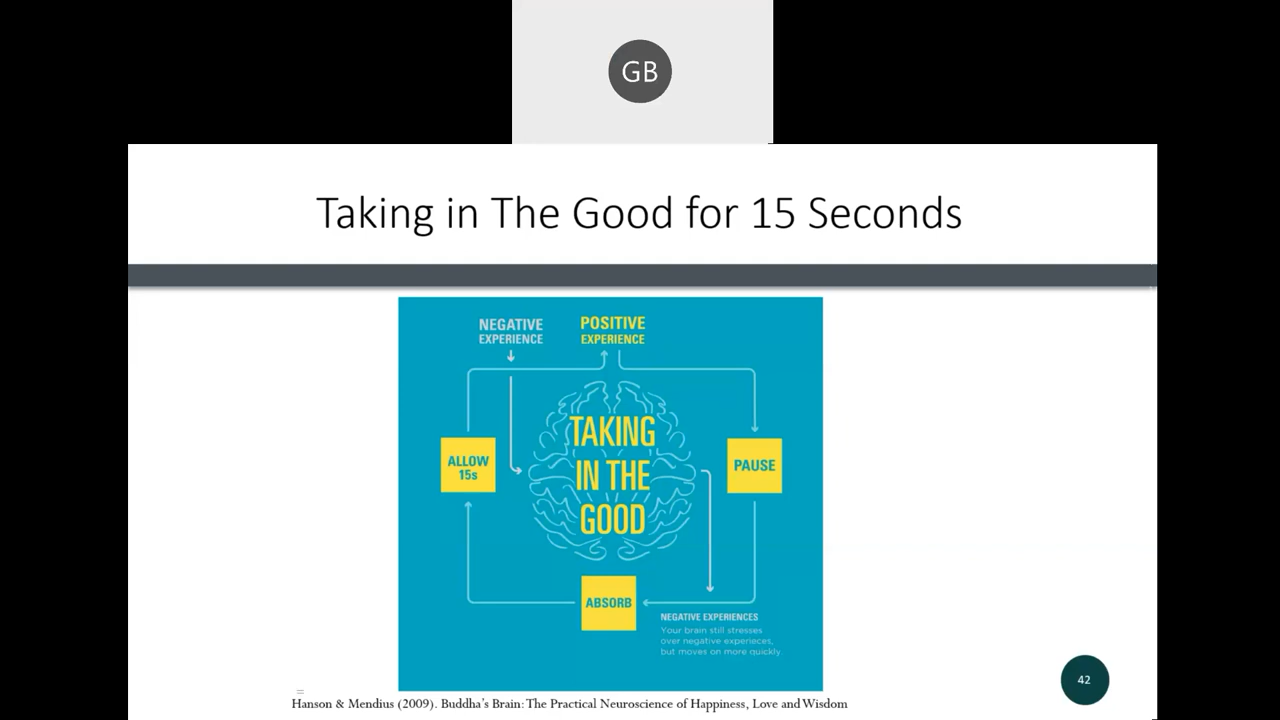 GB
Taking in The Good for 15 Seconds
NEGATIVE
EXPERIENCE
POSITIVE
EXPERIENCE
TAKING
IN THE
GOOD
ALLOW
15s
PAUSE
ABSORB
NEGATIVE EXPERIENCES
Your brain still stresses
over negative experieces,
but moves on more quickly
42
Hanson & Mendius (2009). Buddha's Brain: The Practical Neuroscience of Happiness, Love and Wisdom